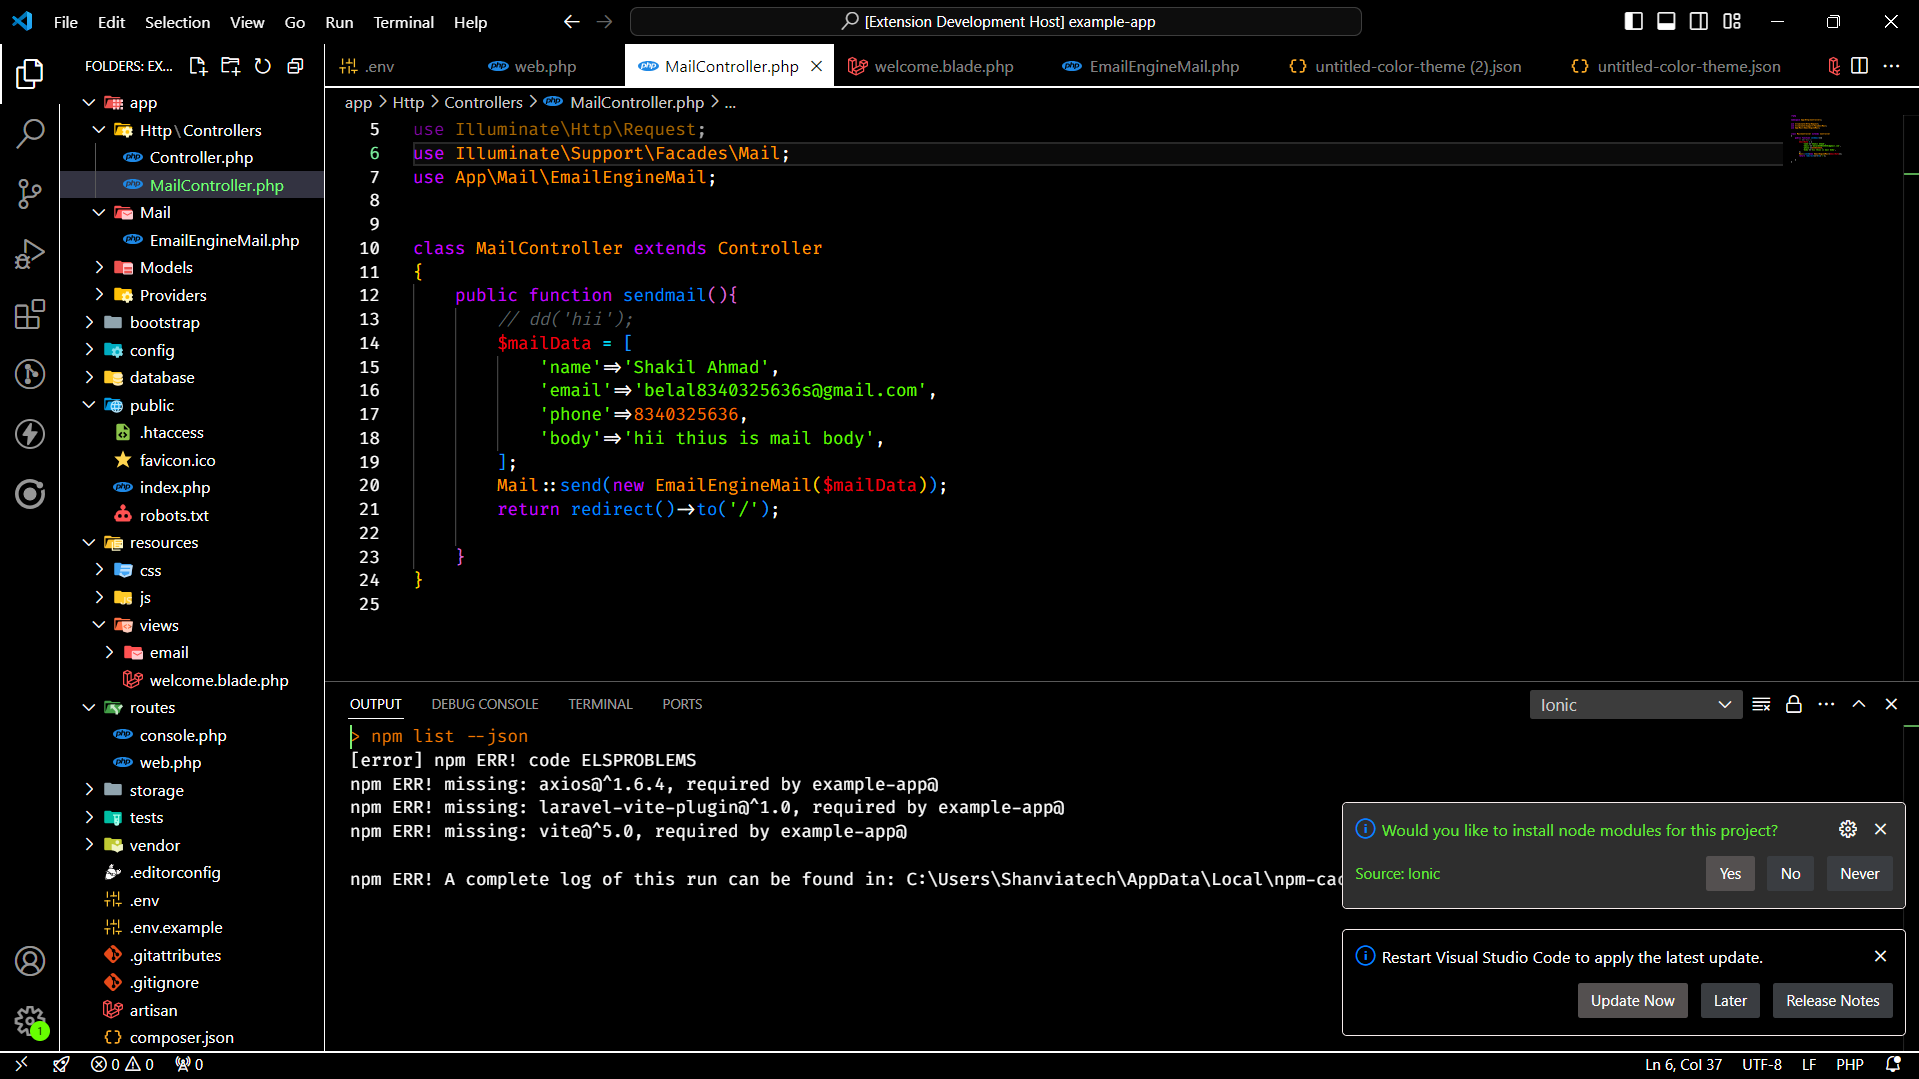 File Edit Selection View Go Run Terminal Help
[Extension Development Host] example-app
FOLDERS: EX...
.env
web.php
MailController.php
welcome.blade.php
EmailEngineMail.php
untitled-color-theme (2).json
untitled-color-theme.json
app > Http > Controllers > MailController.php > ...
app
Http\Controllers
Controller.php
MailController.php
Mail
EmailEngineMail.php
Models
Providers
bootstrap
config
database
public
.htaccess
favicon.ico
index.php
robots.txt
resources
css
js
views
email
welcome.blade.php
routes
console.php
web.php
storage
tests
vendor
.editorconfig
.env
.env.example
.gitattributes
.gitignore
artisan
composer.json
5 use Illuminate\Http\Request;
6 use Illuminate\Support\Facades\Mail;
7 use App\Mail\EmailEngineMail;
8
9
10 class MailController extends Controller
11 {
12 public function sendmail(){
13 // dd('hii');
14 $mailData = [
15 'name'=>'Shakil Ahmad',
16 'email'=>'belal8340325636s@gmail.com',
17 'phone'=>8340325636,
18 'body'=>'hii thius is mail body',
19 ];
20 Mail::send(new EmailEngineMail($mailData));
21 return redirect()->to('/');
22
23 }
24 }
25
OUTPUT DEBUG CONSOLE TERMINAL PORTS
Ionic
> npm list --json
[error] npm ERR! code ELSPROBLEMS
npm ERR! missing: axios@^1.6.4, required by example-app@
npm ERR! missing: laravel-vite-plugin@^1.0, required by example-app@
npm ERR! missing: vite@^5.0, required by example-app@
npm ERR! A complete log of this run can be found in: C:\Users\Shanviatech\AppData\Local\npm-cac
Would you like to install node modules for this project?
Source: Ionic
Yes No Never
Restart Visual Studio Code to apply the latest update.
Update Now Later Release Notes
1
0 0 0
Ln 6, Col 37 UTF-8 LF PHP